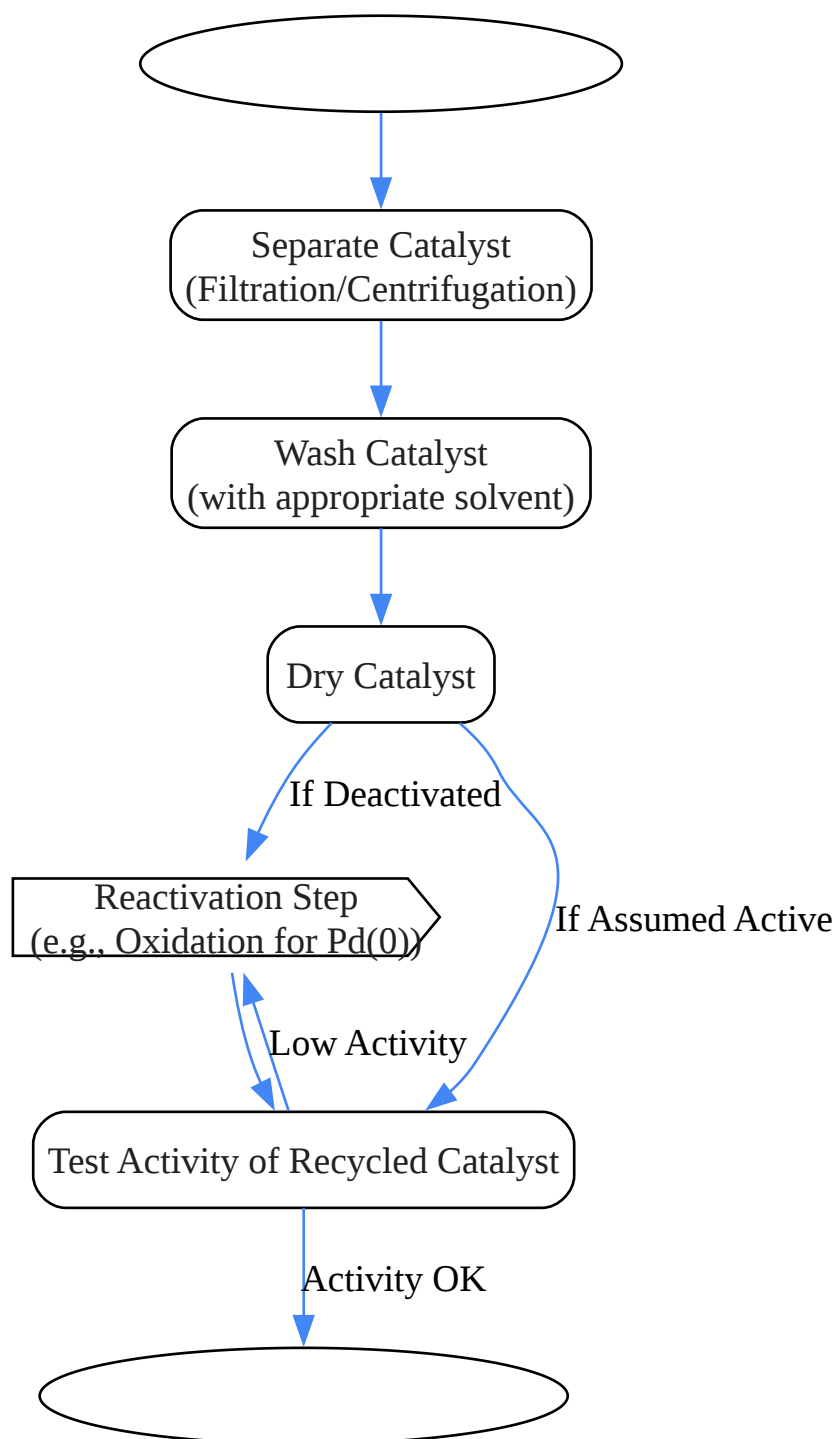 Separate Catalyst
(Filtration/Centrifugation)
Wash Catalyst
(with appropriate solvent)
Dry Catalyst
If Deactivated
Reactivation Step
(e.g., Oxidation for Pd(0))
If Assumed Active
Low Activity
Test Activity of Recycled Catalyst
Activity OK